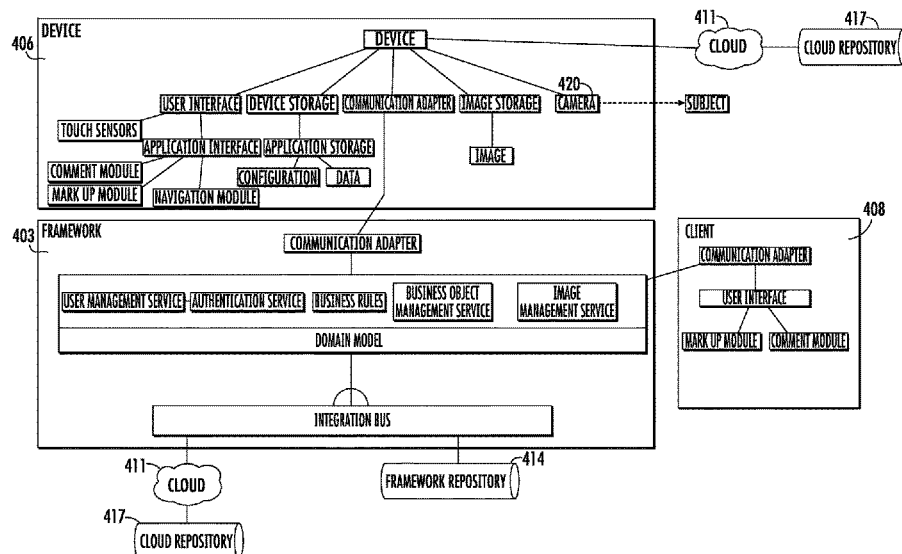 406
DEVICE
DEVICE
411
CLOUD
417
CLOUD REPOSITORY
USER INTERFACE
DEVICE STORAGE
COMMUNICATION ADAPTER
IMAGE STORAGE
420
CAMERA
SUBJECT
TOUCH SENSORS
APPLICATION INTERFACE
APPLICATION STORAGE
IMAGE
COMMENT MODULE
CONFIGURATION
DATA
MARK UP MODULE
NAVIGATION MODULE
403
FRAMEWORK
COMMUNICATION ADAPTER
USER MANAGEMENT SERVICE
AUTHENTICATION SERVICE
BUSINESS RULES
BUSINESS OBJECT
MANAGEMENT SERVICE
IMAGE
MANAGEMENT SERVICE
DOMAIN MODEL
INTEGRATION BUS
408
CLIENT
COMMUNICATION ADAPTER
USER INTERFACE
MARK UP MODULE
COMMENT MODULE
411
CLOUD
414
FRAMEWORK REPOSITORY
417
CLOUD REPOSITORY